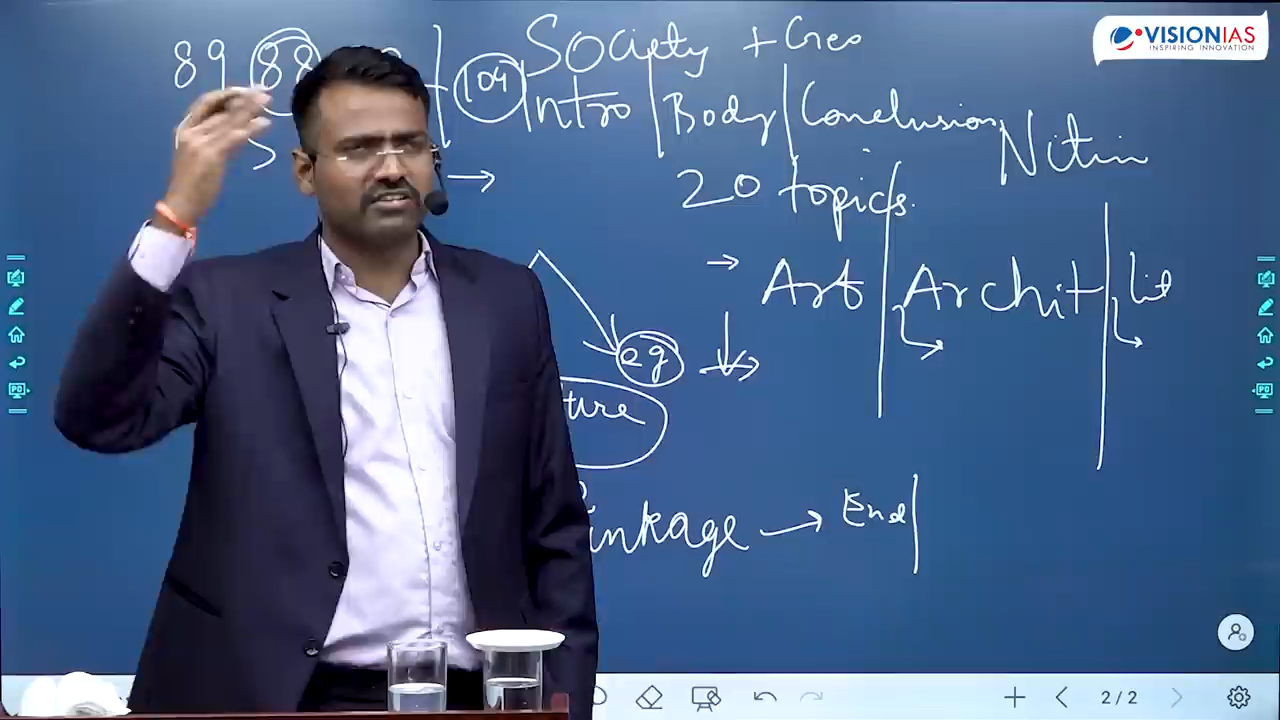 VISIONIAS
INSPIRING INNOVATION
89 88
104
Society + Geo
Intro | Body | Conclusion
Nitin
20 topics.
→
→ Art | Archit | lit
eg
ture
inkage → End
2/2